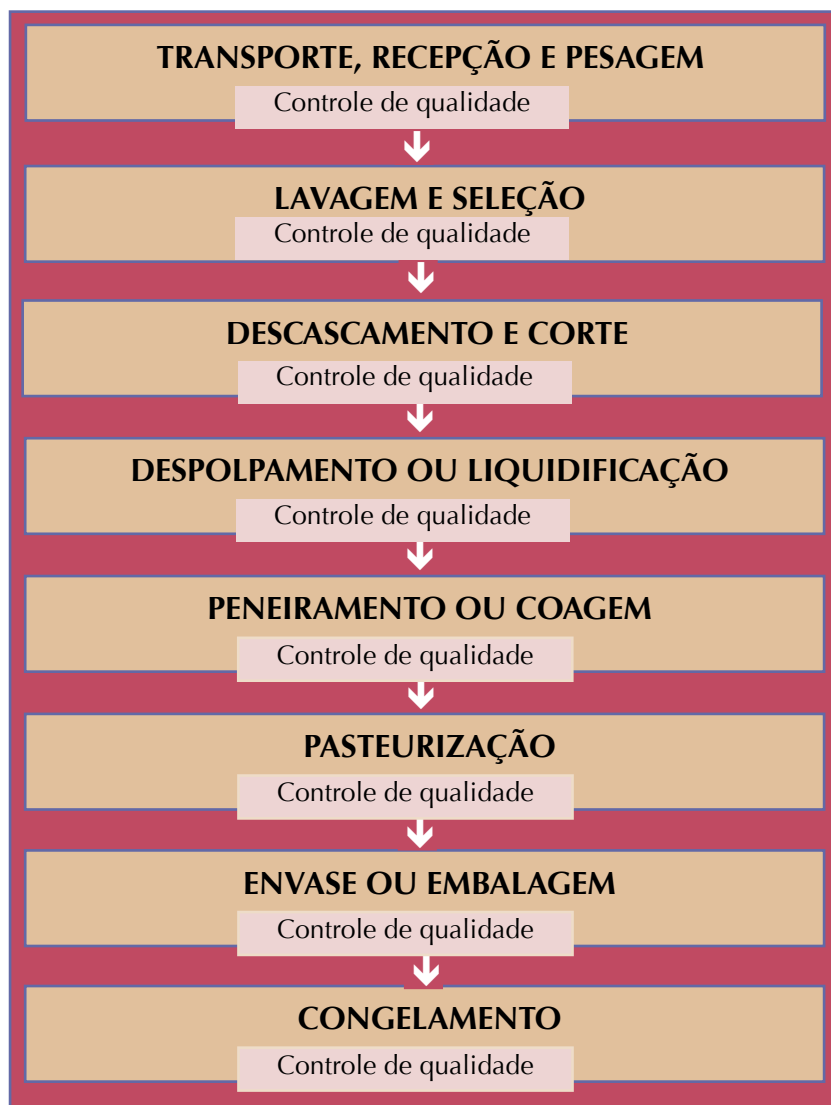 TRANSPORTE, RECEPÇÃO E PESAGEM
Controle de qualidade
LAVAGEM E SELEÇÃO
Controle de qualidade
DESCASCAMENTO E CORTE
Controle de qualidade
DESPOLPAMENTO OU LIQUIDIFICAÇÃO
Controle de qualidade
PENEIRAMENTO OU COAGEM
Controle de qualidade
PASTEURIZAÇÃO
Controle de qualidade
ENVASE OU EMBALAGEM
Controle de qualidade
CONGELAMENTO
Controle de qualidade